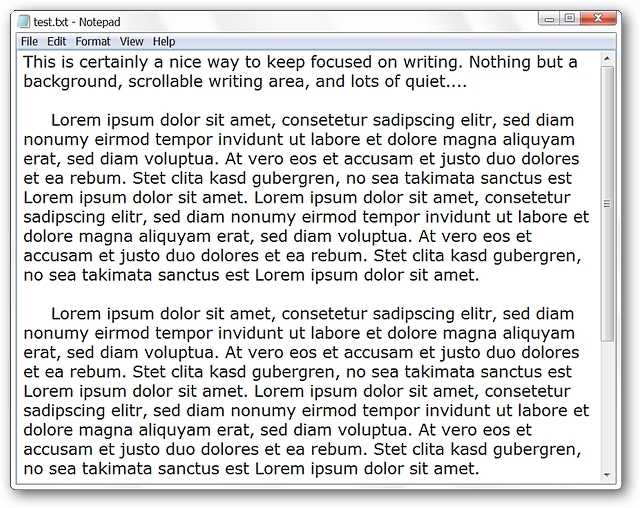 test.txt - Notepad
File Edit Format View Help
This is certainly a nice way to keep focused on writing. Nothing but a
background, scrollable writing area, and lots of quiet....
Lorem ipsum dolor sit amet, consetetur sadipscing elitr, sed diam
nonumy eirmod tempor invidunt ut labore et dolore magna aliquyam
erat, sed diam voluptua. At vero eos et accusam et justo duo dolores
et ea rebum. Stet clita kasd gubergren, no sea takimata sanctus est
Lorem ipsum dolor sit amet. Lorem ipsum dolor sit amet, consetetur
sadipscing elitr, sed diam nonumy eirmod tempor invidunt ut labore et
dolore magna aliquyam erat, sed diam voluptua. At vero eos et
accusam et justo duo dolores et ea rebum. Stet clita kasd gubergren,
no sea takimata sanctus est Lorem ipsum dolor sit amet.
Lorem ipsum dolor sit amet, consetetur sadipscing elitr, sed diam
nonumy eirmod tempor invidunt ut labore et dolore magna aliquyam
erat, sed diam voluptua. At vero eos et accusam et justo duo dolores
et ea rebum. Stet clita kasd gubergren, no sea takimata sanctus est
Lorem ipsum dolor sit amet. Lorem ipsum dolor sit amet, consetetur
sadipscing elitr, sed diam nonumy eirmod tempor invidunt ut labore et
dolore magna aliquyam erat, sed diam voluptua. At vero eos et
accusam et justo duo dolores et ea rebum. Stet clita kasd gubergren,
no sea takimata sanctus est Lorem ipsum dolor sit amet.